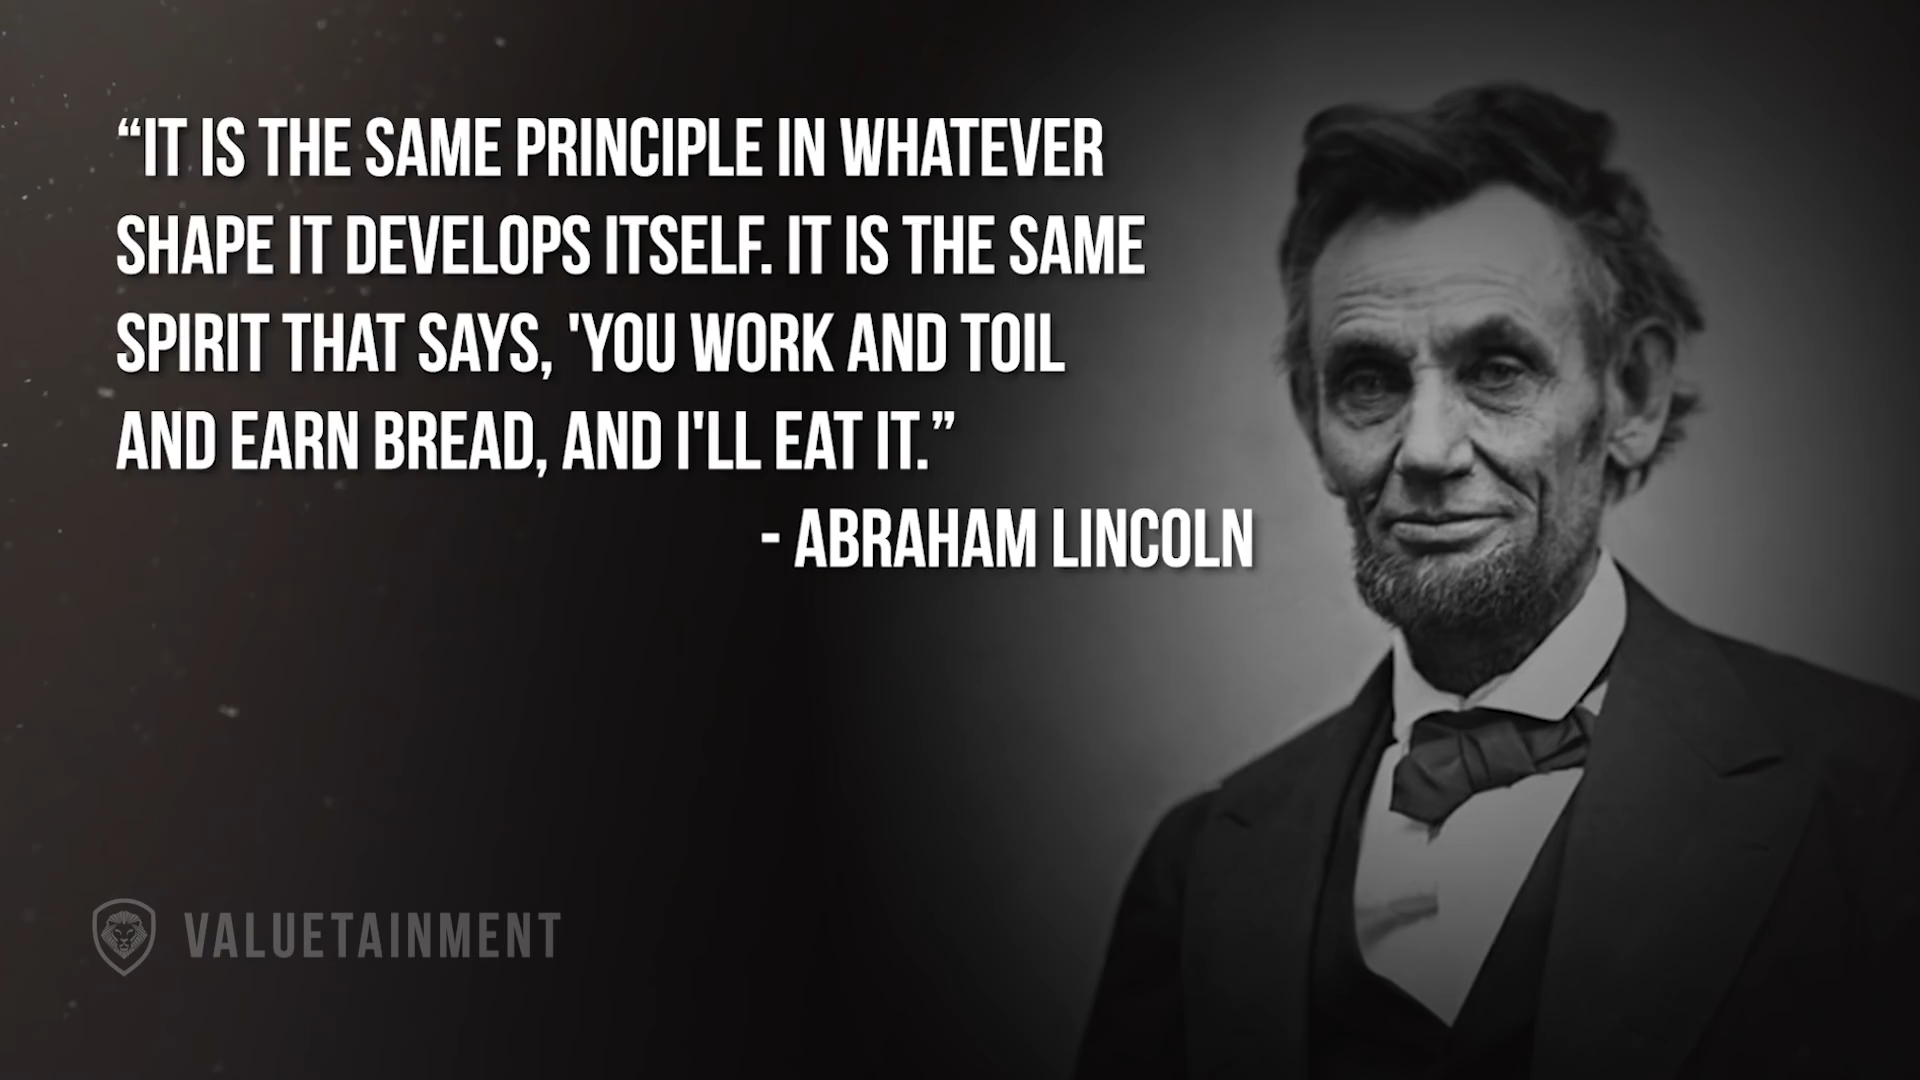 “IT IS THE SAME PRINCIPLE IN WHATEVER
SHAPE IT DEVELOPS ITSELF. IT IS THE SAME
SPIRIT THAT SAYS, 'YOU WORK AND TOIL
AND EARN BREAD, AND I'LL EAT IT.”
- ABRAHAM LINCOLN
VALUETAINMENT